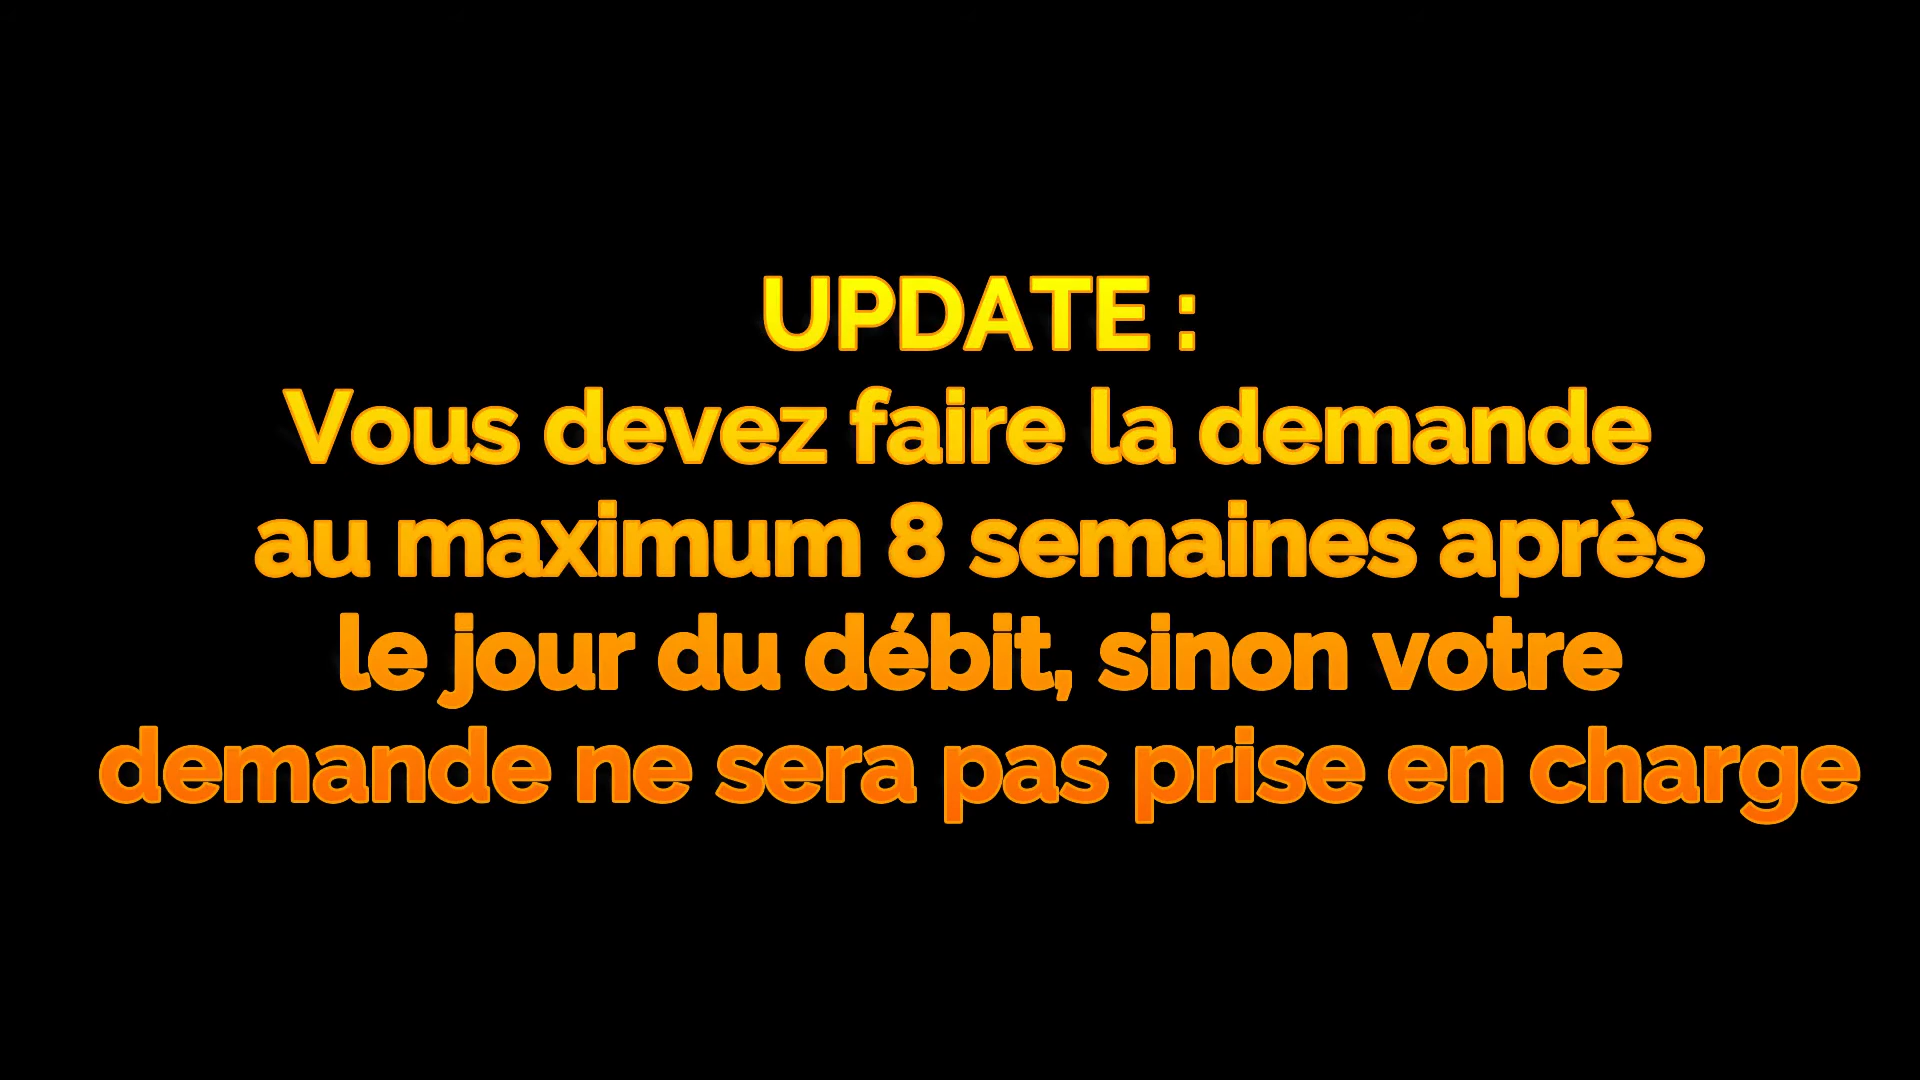 UPDATE :
Vous devez faire la demande
au maximum 8 semaines après
le jour du débit, sinon votre
demande ne sera pas prise en charge